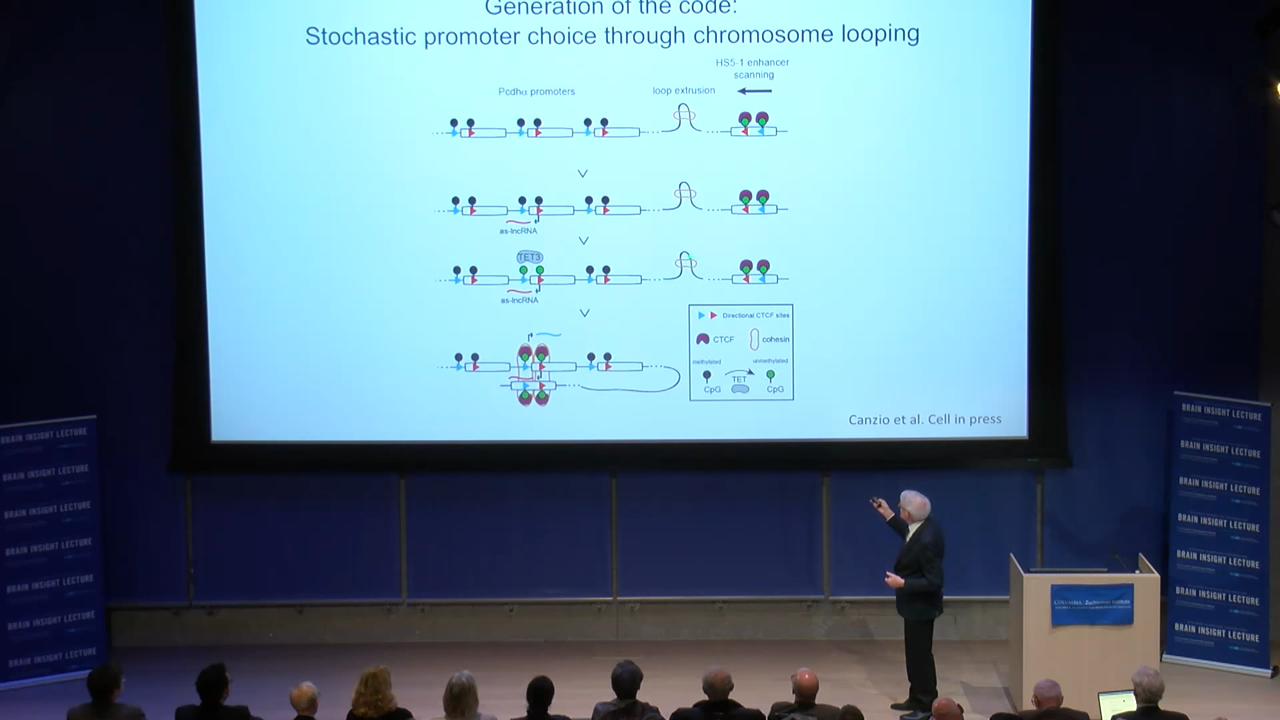 Generation of the code:
Stochastic promoter choice through chromosome looping
HS5-1 enhancer
scanning
Pcdhα promoters
loop extrusion
as-lncRNA
TET3
as-lncRNA
Directional CTCF sites
CTCF
cohesin
methylated
unmethylated
TET
CpG
CpG
Canzio et al. Cell in press
BRAIN INSIGHT LECTURE
BRAIN INSIGHT LECTURE
BRAIN INSIGHT LECTURE
BRAIN INSIGHT LECTURE
BRAIN INSIGHT LECTURE
BRAIN INSIGHT LECTURE
BRAIN INSIGHT LECTURE
BRAIN INSIGHT LECTURE
BRAIN INSIGHT LECTURE
BRAIN INSIGHT LECTURE
BRAIN INSIGHT LECTURE
BRAIN INSIGHT LECTURE
BRAIN INSIGHT LECTURE
BRAIN INSIGHT LECTURE
COLUMBIA Zuckerman Institute